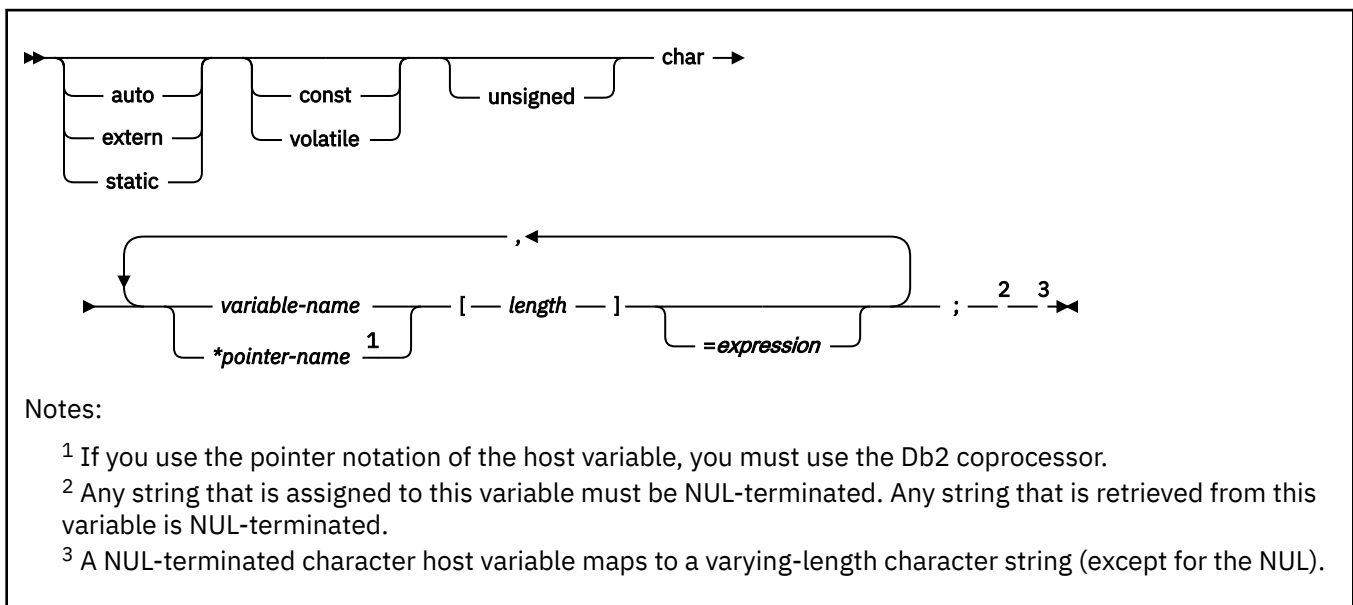 char
auto const unsigned
extern volatile
static
,
variable-name [ length ] ; 2 3
*pointer-name 1 =expression
Notes:
1 If you use the pointer notation of the host variable, you must use the Db2 coprocessor.
2 Any string that is assigned to this variable must be NUL-terminated. Any string that is retrieved from this
variable is NUL-terminated.
3 A NUL-terminated character host variable maps to a varying-length character string (except for the NUL).